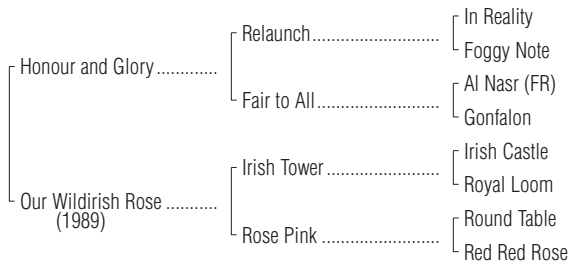 In Reality
Relaunch..............................
Foggy Note
Honour and Glory..............
Al Nasr (FR)
Fair to All..............................
Gonfalon
Irish Castle
Irish Tower ...........................
Royal Loom
Our Wildirish Rose ............
(1989)
Round Table
Rose Pink .............................
Red Red Rose